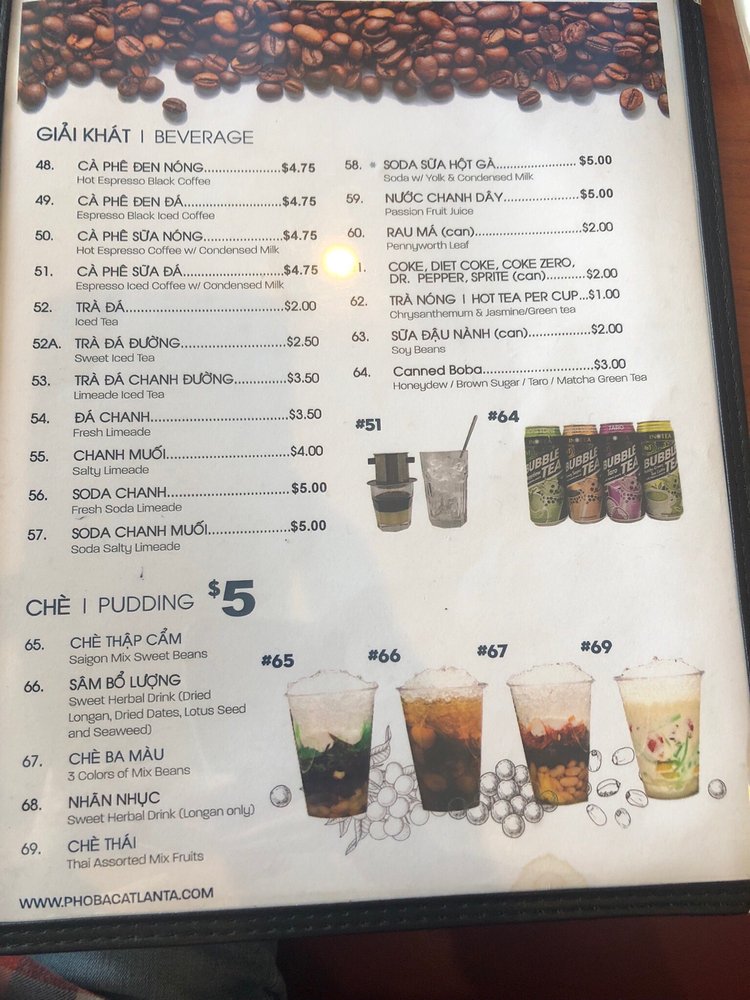 GIẢI KHÁT | BEVERAGE
48. CÀ PHÊ ĐEN NÓNG.......................$4.75
Hot Espresso Black Coffee
49. CÀ PHÊ ĐEN ĐÁ..........................$4.75
Espresso Black Iced Coffee
50. CÀ PHÊ SỮA NÓNG.......................$4.75
Hot Espresso Coffee w/ Condensed Milk
51. CÀ PHÊ SỮA ĐÁ..........................$4.75
Espresso Iced Coffee w/ Condensed Milk
52. TRÀ ĐÁ........................................$2.00
Iced Tea
52A. TRÀ ĐÁ ĐƯỜNG...........................$2.50
Sweet Iced Tea
53. TRÀ ĐÁ CHANH ĐƯỜNG...............$3.50
Limeade Iced Tea
54. ĐÁ CHANH...................................$3.50
Fresh Limeade
55. CHANH MUỐI................................$4.00
Salty Limeade
56. SODA CHANH...............................$5.00
Fresh Soda Limeade
57. SODA CHANH MUỐI......................$5.00
Soda Salty Limeade
58. * SODA SỮA HỘT GÀ....................... $5.00
Soda w/ Yolk & Condensed Milk
59. NƯỚC CHANH DÂY.....................$5.00
Passion Fruit Juice
60. RAU MÁ (can)..............................$2.00
Pennyworth Leaf
1. COKE, DIET COKE, COKE ZERO,
DR. PEPPER, SPRITE (can)...........$2.00
62. TRÀ NÓNG | HOT TEA PER CUP...$1.00
Chrysanthemum & Jasmine/Green tea
63. SỮA ĐẬU NÀNH (can)..................$2.00
Soy Beans
64. Canned Boba..............................$3.00
Honeydew / Brown Sugar / Taro / Matcha Green Tea
#51
#64
INOTEA
BUBBLE TEA
BUBBLE TEA
TARO
BUBBLE TEA
INOTEA
BUBBLE TEA
CHÈ | PUDDING $5
65. CHÈ THẬP CẨM
Saigon Mix Sweet Beans
66. SÂM BỔ LƯỢNG
Sweet Herbal Drink (Dried
Longan, Dried Dates, Lotus Seed
and Seaweed)
67. CHÈ BA MÀU
3 Colors of Mix Beans
68. NHÃN NHỤC
Sweet Herbal Drink (Longan only)
69. CHÈ THÁI
Thai Assorted Mix Fruits
#65
#66
#67
#69
WWW.PHOBACATLANTA.COM